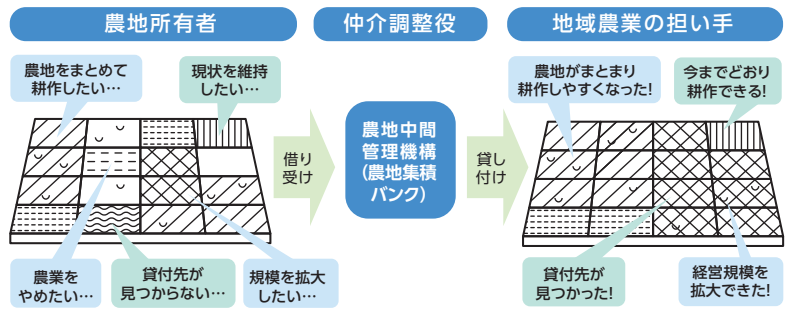 農地所有者
仲介調整役
地域農業の担い手
農地をまとめて
耕作したい…
現状を維持
したい…
農業を
やめたい…
貸付先が
見つからない…
規模を拡大
したい…
借り
受け
農地中間
管理機構
(農地集積
バンク)
貸し
付け
農地がまとまり
耕作しやすくなった!
今までどおり
耕作できる!
貸付先が
見つかった!
経営規模を
拡大できた!